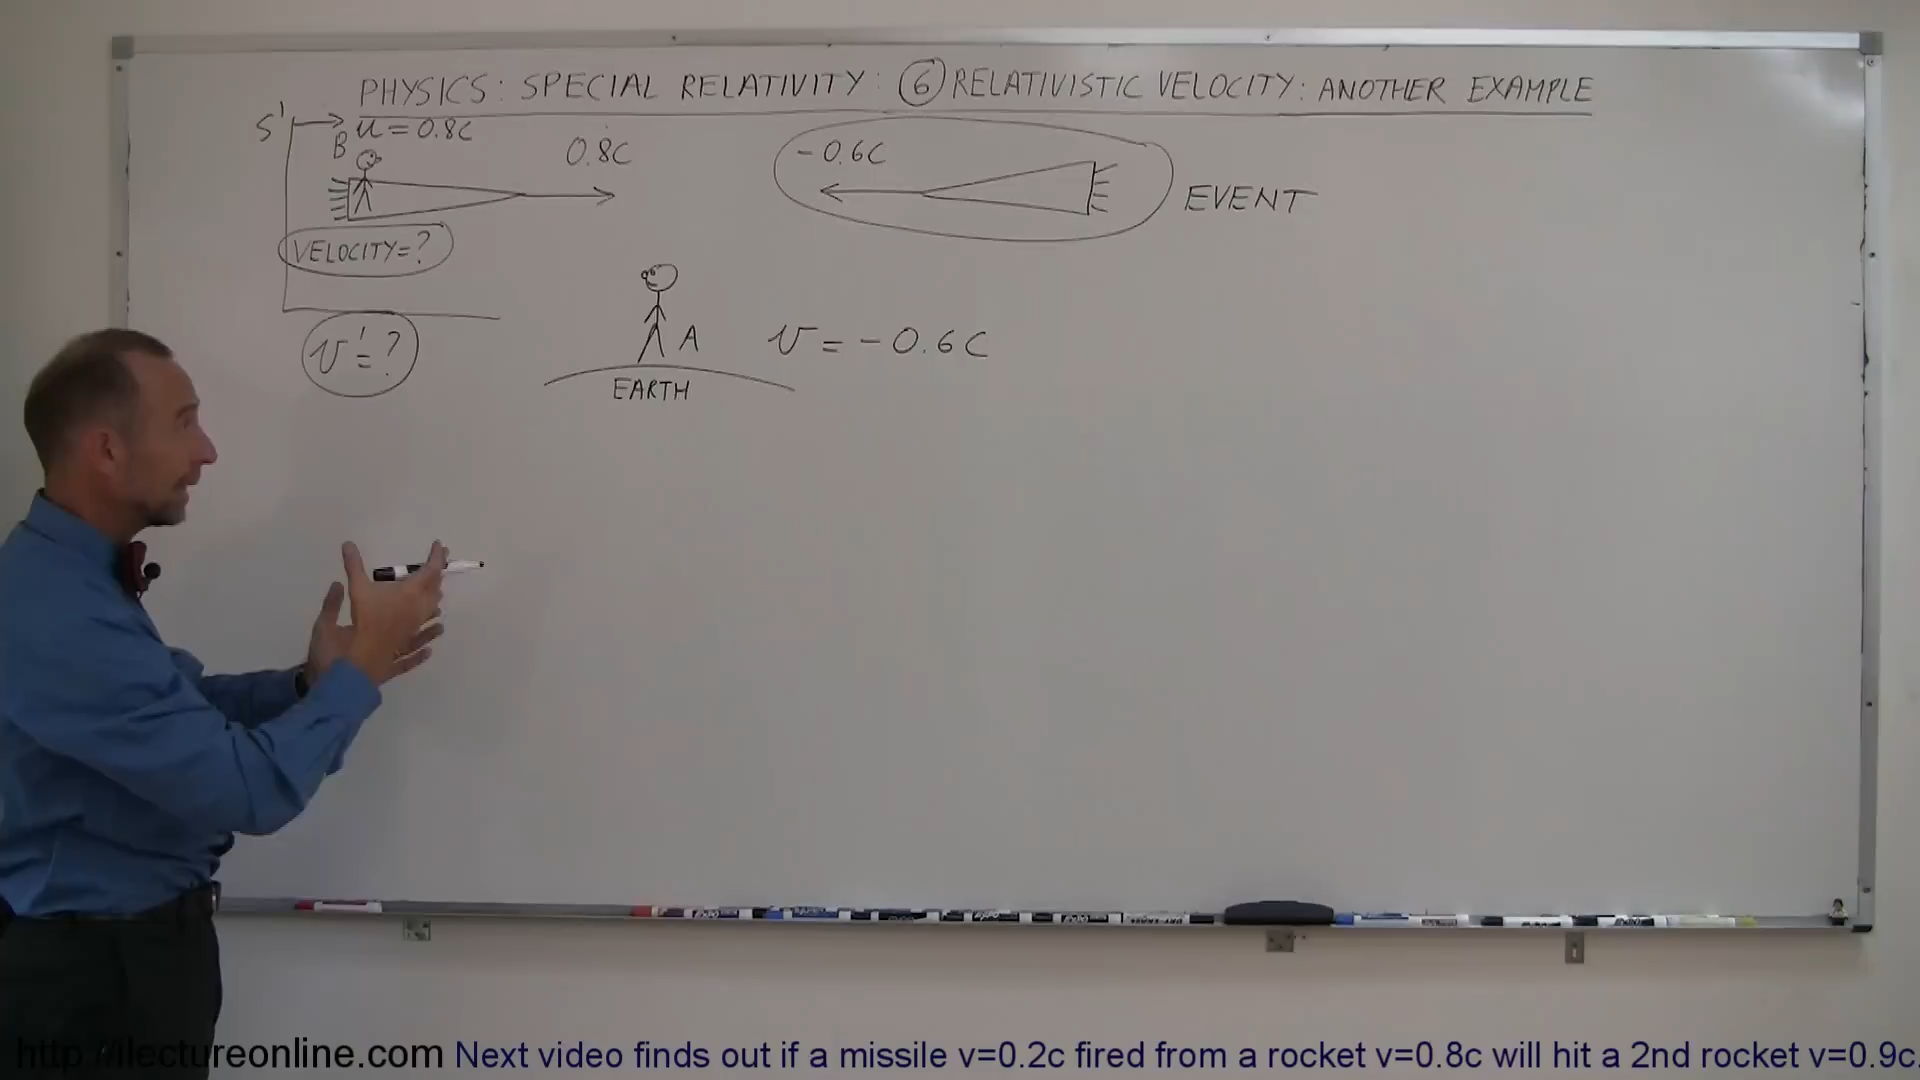 PHYSICS: SPECIAL RELATIVITY: 6 RELATIVISTIC VELOCITY: ANOTHER EXAMPLE
S' u = 0.8C
B
0.8C
-0.6C
EVENT
VELOCITY=?
v' = ?
A
v = -0.6C
EARTH
http://ilectureonline.com Next video finds out if a missile v=0.2c fired from a rocket v=0.8c will hit a 2nd rocket v=0.9c.